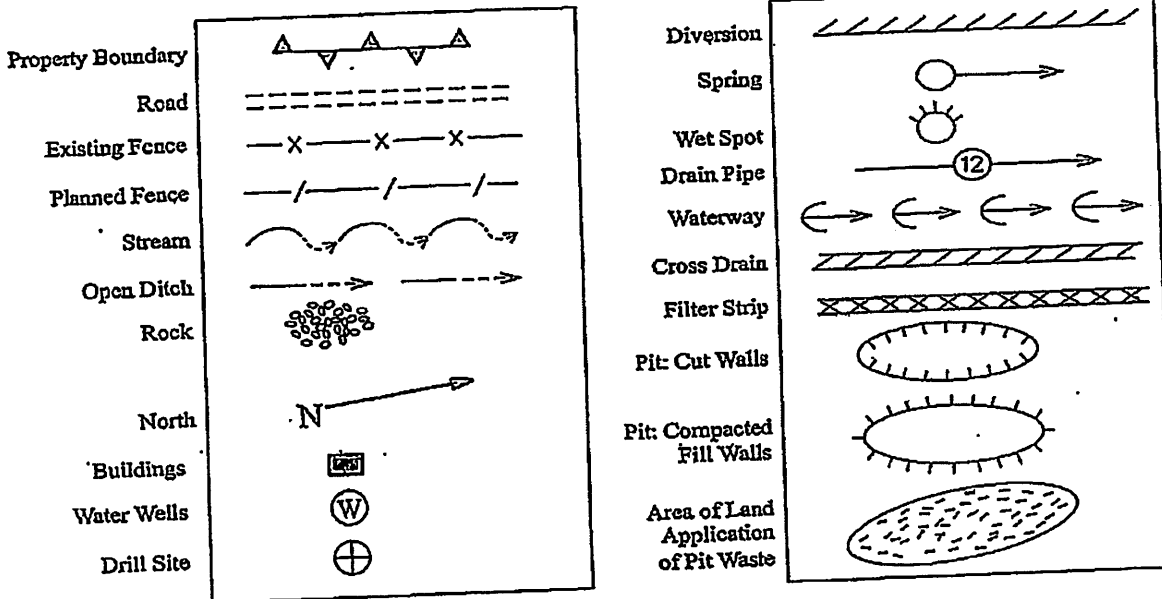 Property Boundary
Road
Existing Fence
Planned Fence
Stream
Open Ditch
Rock
North
N
Buildings
Water Wells
W
Drill Site
Diversion
Spring
Wet Spot
Drain Pipe
12
Waterway
Cross Drain
Filter Strip
Pit: Cut Walls
Pit: Compacted
Fill Walls
Area of Land
Application
of Pit Waste